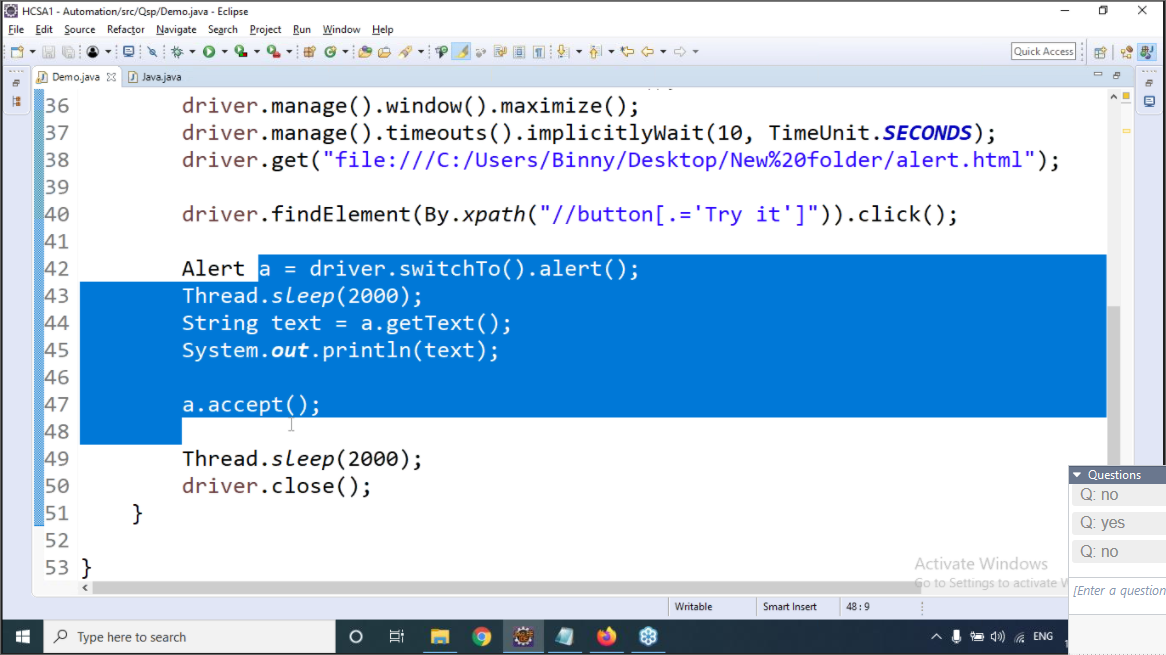 HCSA1 - Automation/src/Qsp/Demo.java - Eclipse
File Edit Source Refactor Navigate Search Project Run Window Help
Quick Access
Demo.java Java.java
36 driver.manage().window().maximize();
37 driver.manage().timeouts().implicitlyWait(10, TimeUnit.SECONDS);
38 driver.get("file:///C:/Users/Binny/Desktop/New%20folder/alert.html");
39
40 driver.findElement(By.xpath("//button[.='Try it']")).click();
41
42 Alert a = driver.switchTo().alert();
43 Thread.sleep(2000);
44 String text = a.getText();
45 System.out.println(text);
46
47 a.accept();
48
49 Thread.sleep(2000);
50 driver.close();
51 }
52
53 }
Questions
Q: no
Q: yes
Q: no
[Enter a question
Activate Windows
Go to Settings to activate
Writable Smart Insert 48 : 9
Type here to search
ENG